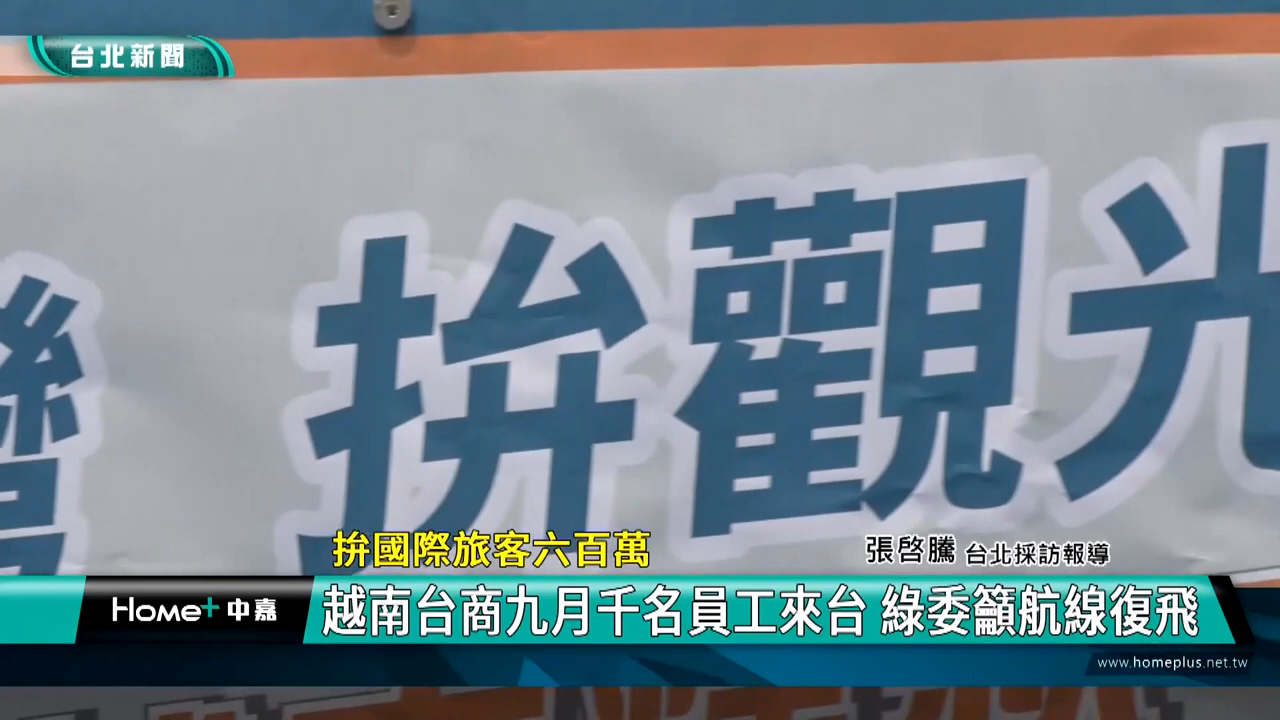 台北新聞
拚觀光
拚國際旅客六百萬
張啓騰 台北採訪報導
Home+ 中嘉
越南台商九月千名員工來台 綠委籲航線復飛
www.homeplus.net.tw